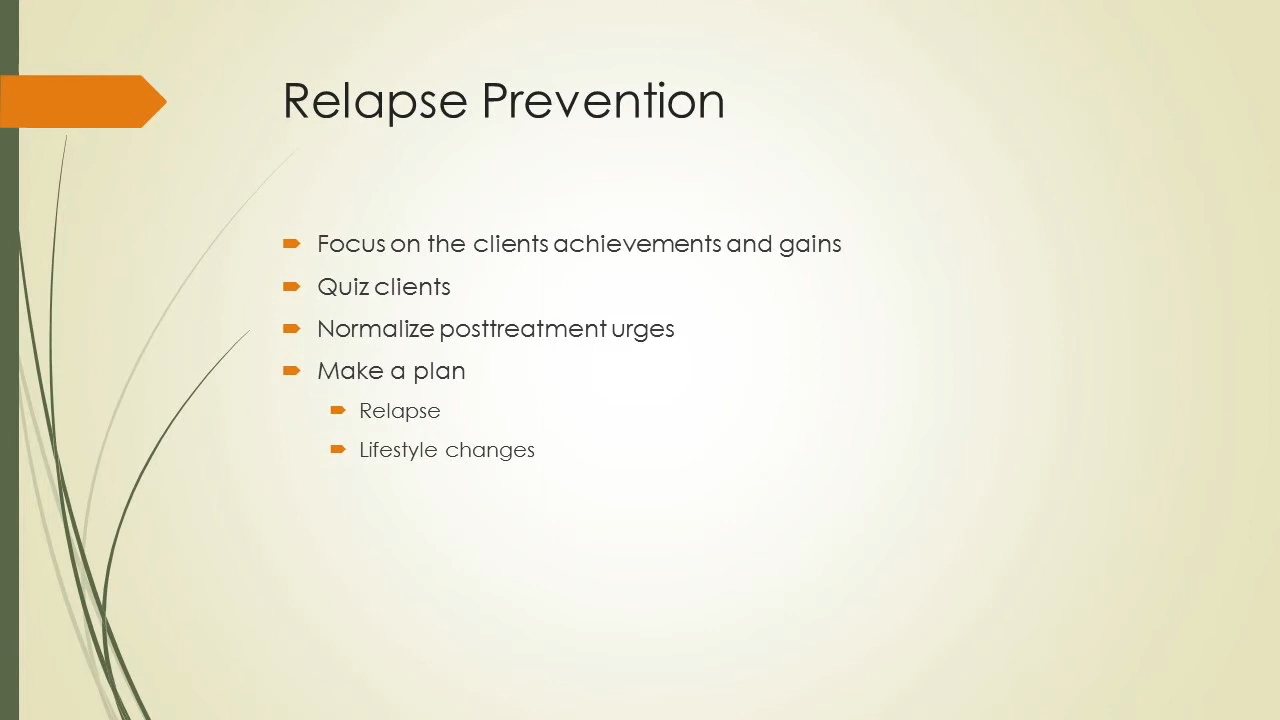 Relapse Prevention
Focus on the clients achievements and gains
Quiz clients
Normalize posttreatment urges
Make a plan
Relapse
Lifestyle changes